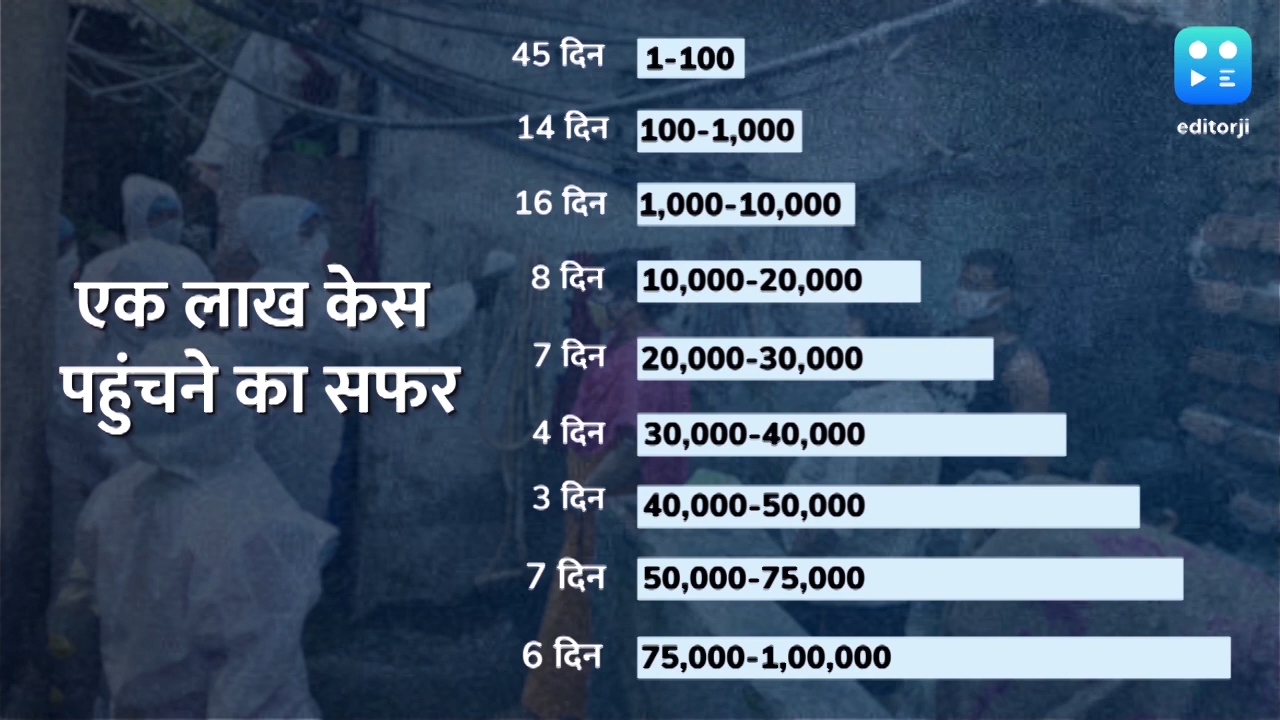 एक लाख केस
पहुंचने का सफर
45 दिन 1-100
14 दिन 100-1,000
16 दिन 1,000-10,000
8 दिन 10,000-20,000
7 दिन 20,000-30,000
4 दिन 30,000-40,000
3 दिन 40,000-50,000
7 दिन 50,000-75,000
6 दिन 75,000-1,00,000
editorji